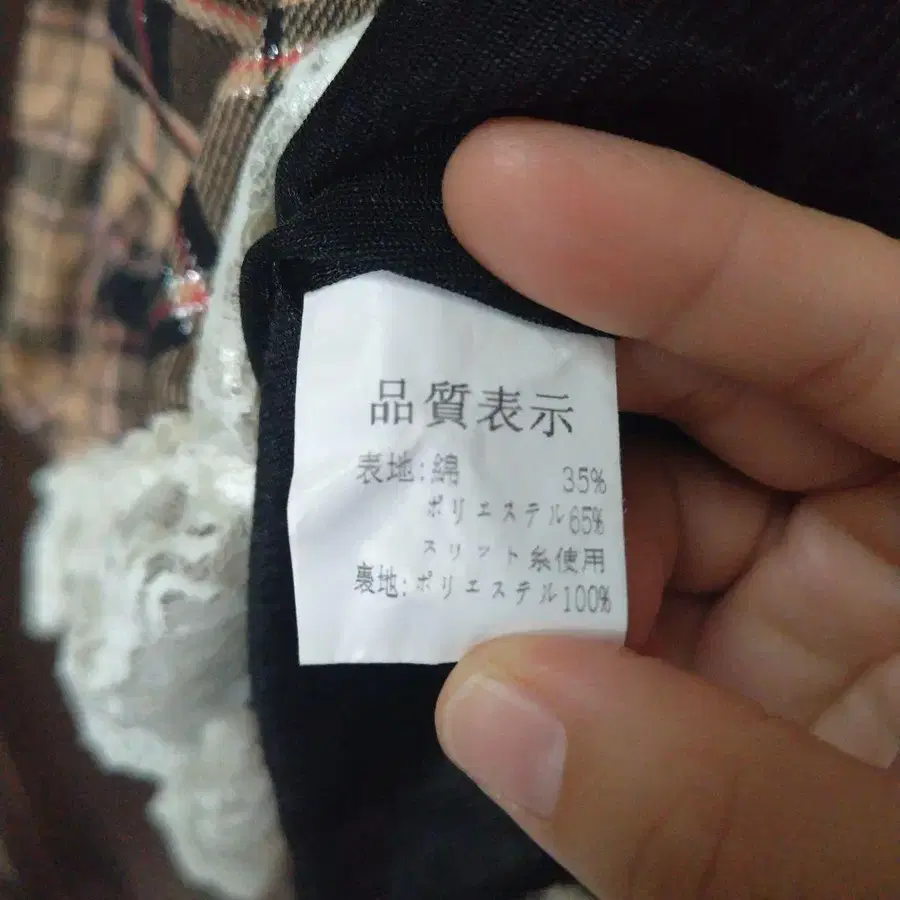 品質表示
表地:綿 35%
ポリエステル65%
スリット糸使用
裏地:ポリエステル100%